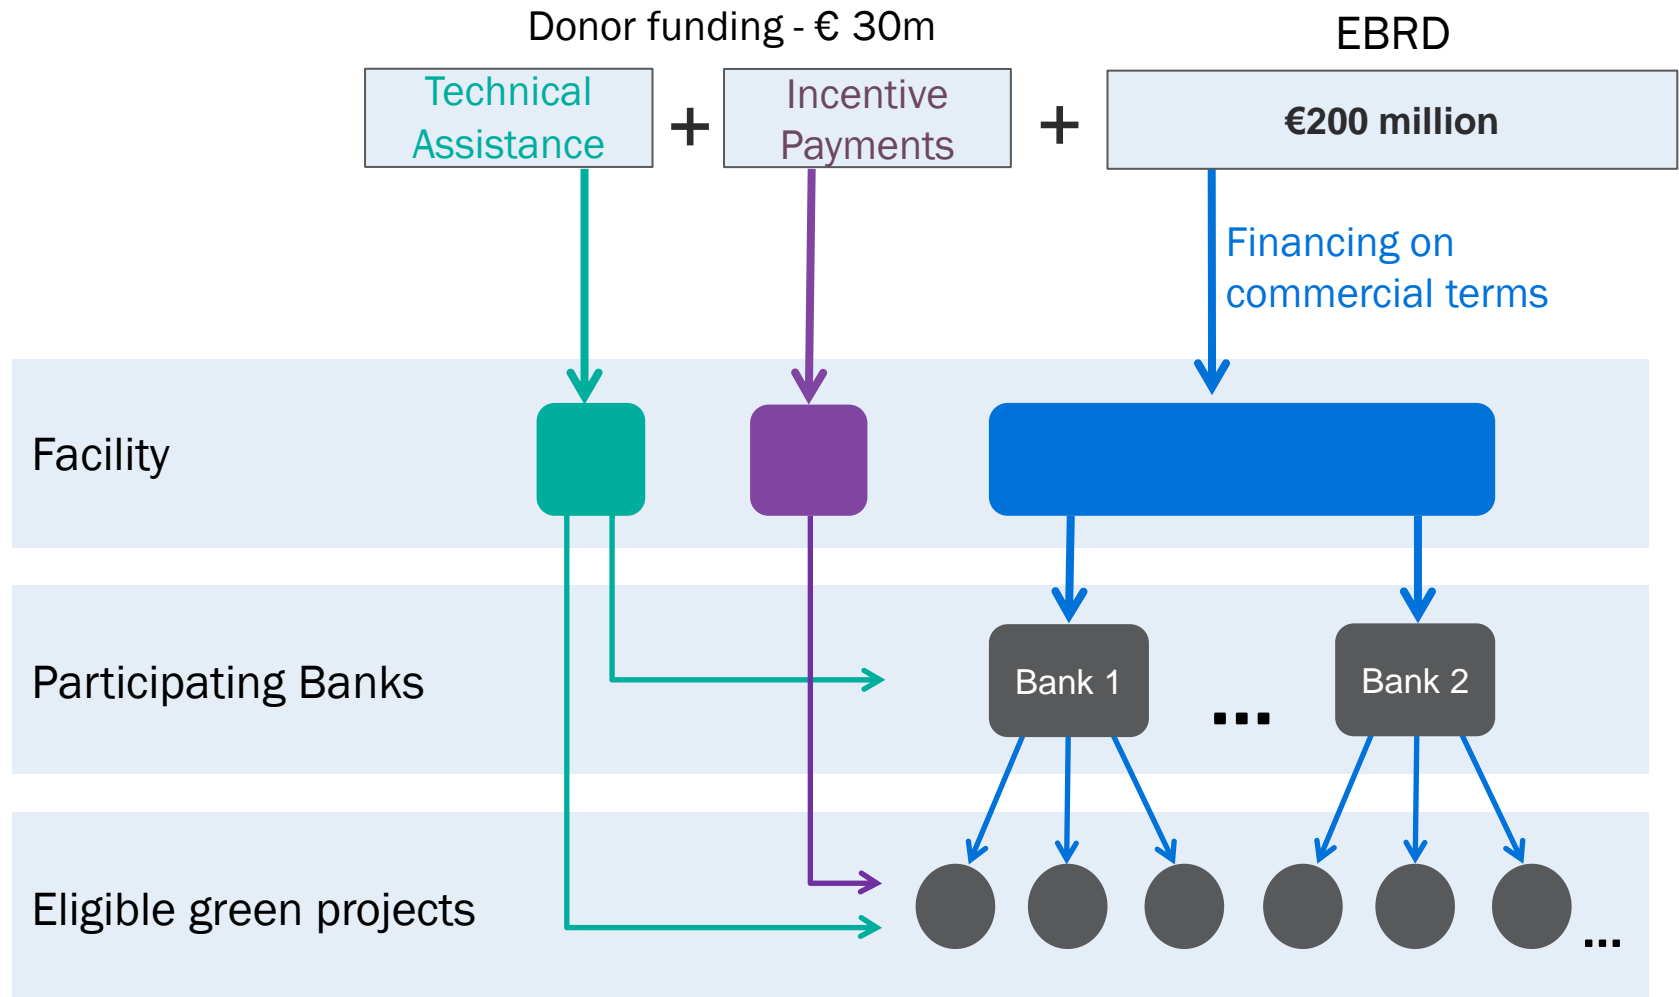 Donor funding - € 30m
EBRD
Technical
Assistance
+
Incentive
Payments
+
€200 million
Financing on
commercial terms
Facility
Participating Banks
Bank 1
...
Bank 2
Eligible green projects
...